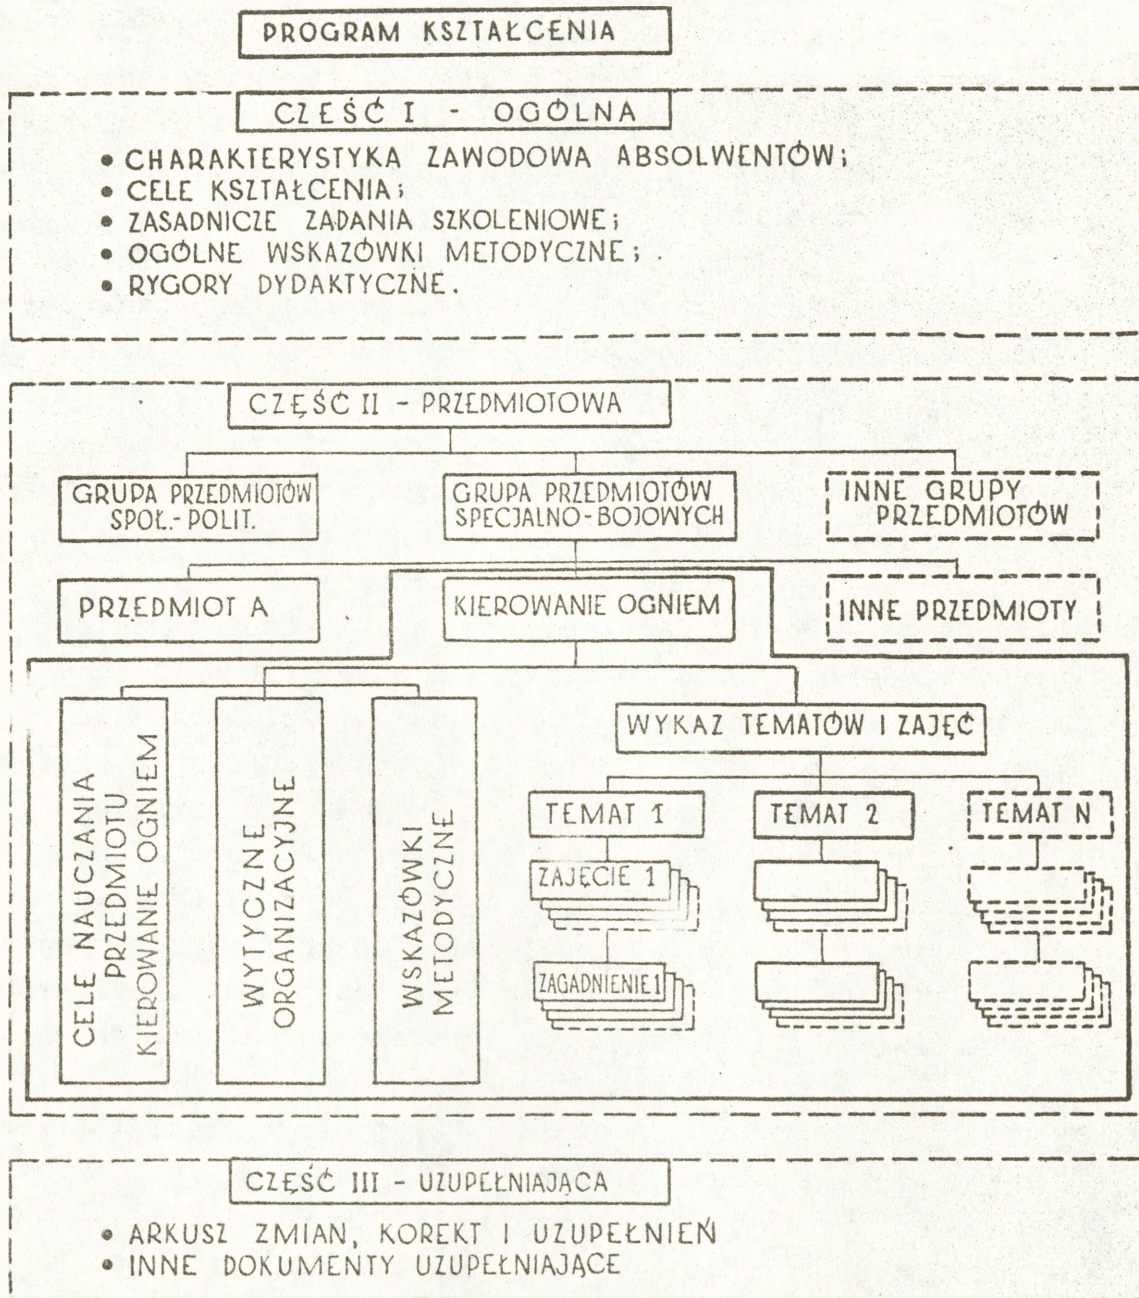 PROGRAM KSZTAŁCENIA
CZĘŚĆ I - OGÓLNA
• CHARAKTERYSTYKA ZAWODOWA ABSOLWENTÓW;
• CELE KSZTAŁCENIA;
• ZASADNICZE ZADANIA SZKOLENIOWE;
• OGÓLNE WSKAZÓWKI METODYCZNE;
• RYGORY DYDAKTYCZNE.
CZĘŚĆ II - PRZEDMIOTOWA
GRUPA PRZEDMIOTÓW
SPOŁ.-POLIT.
GRUPA PRZEDMIOTÓW
SPECJALNO-BOJOWYCH
INNE GRUPY
PRZEDMIOTÓW
PRZEDMIOT A
KIEROWANIE OGNIEM
INNE PRZEDMIOTY
CELE NAUCZANIA
PRZEDMIOTU
KIEROWANIE OGNIEM
WYTYCZNE
ORGANIZACYJNE
WSKAZÓWKI
METODYCZNE
WYKAZ TEMATÓW I ZAJĘĆ
TEMAT 1
TEMAT 2
TEMAT N
ZAJĘCIE 1
ZAGADNIENIE 1
CZĘŚĆ III - UZUPEŁNIAJĄCA
• ARKUSZ ZMIAN, KOREKT I UZUPEŁNIEŃ
• INNE DOKUMENTY UZUPEŁNIAJĄCE